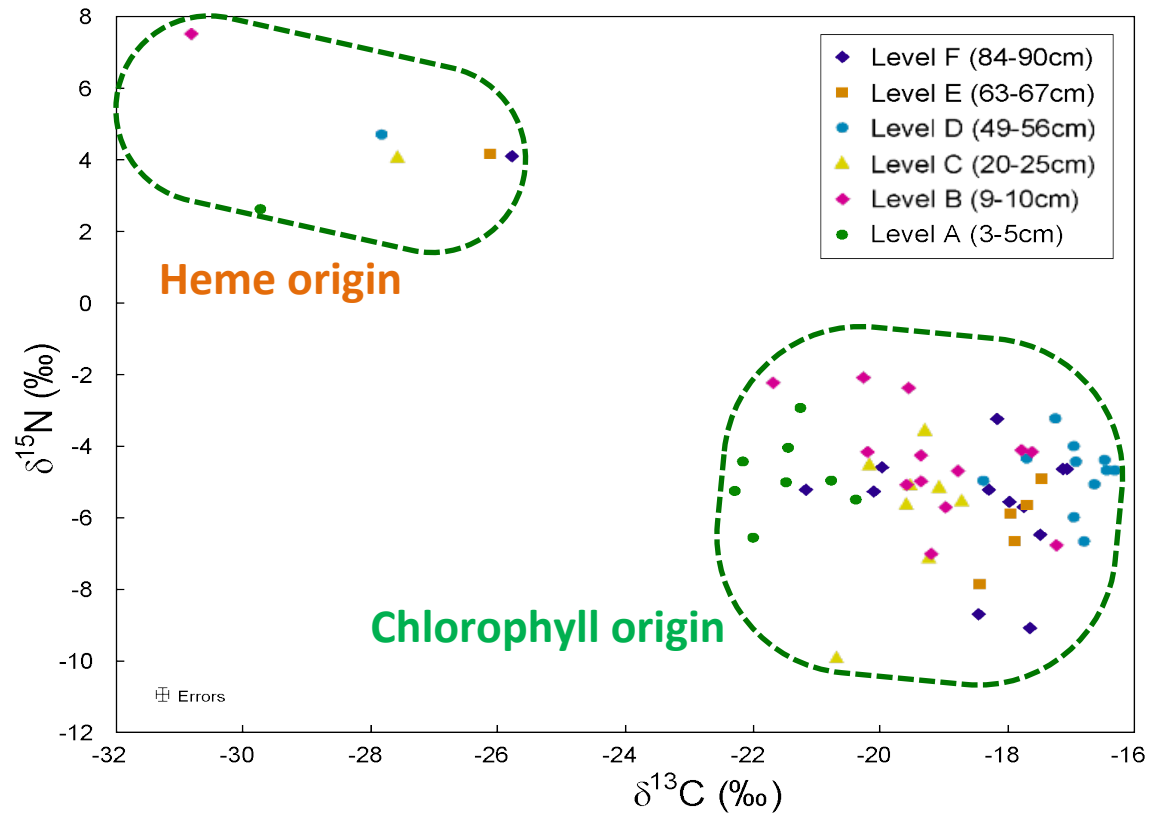 8
6
4
2
0
-2
-4
-6
-8
-10
-12
δ15N (‰)
Level F (84-90cm)
Level E (63-67cm)
Level D (49-56cm)
Level C (20-25cm)
Level B (9-10cm)
Level A (3-5cm)
Heme origin
Chlorophyll origin
Errors
-32 -30 -28 -26 -24 -22 -20 -18 -16
δ13C (‰)